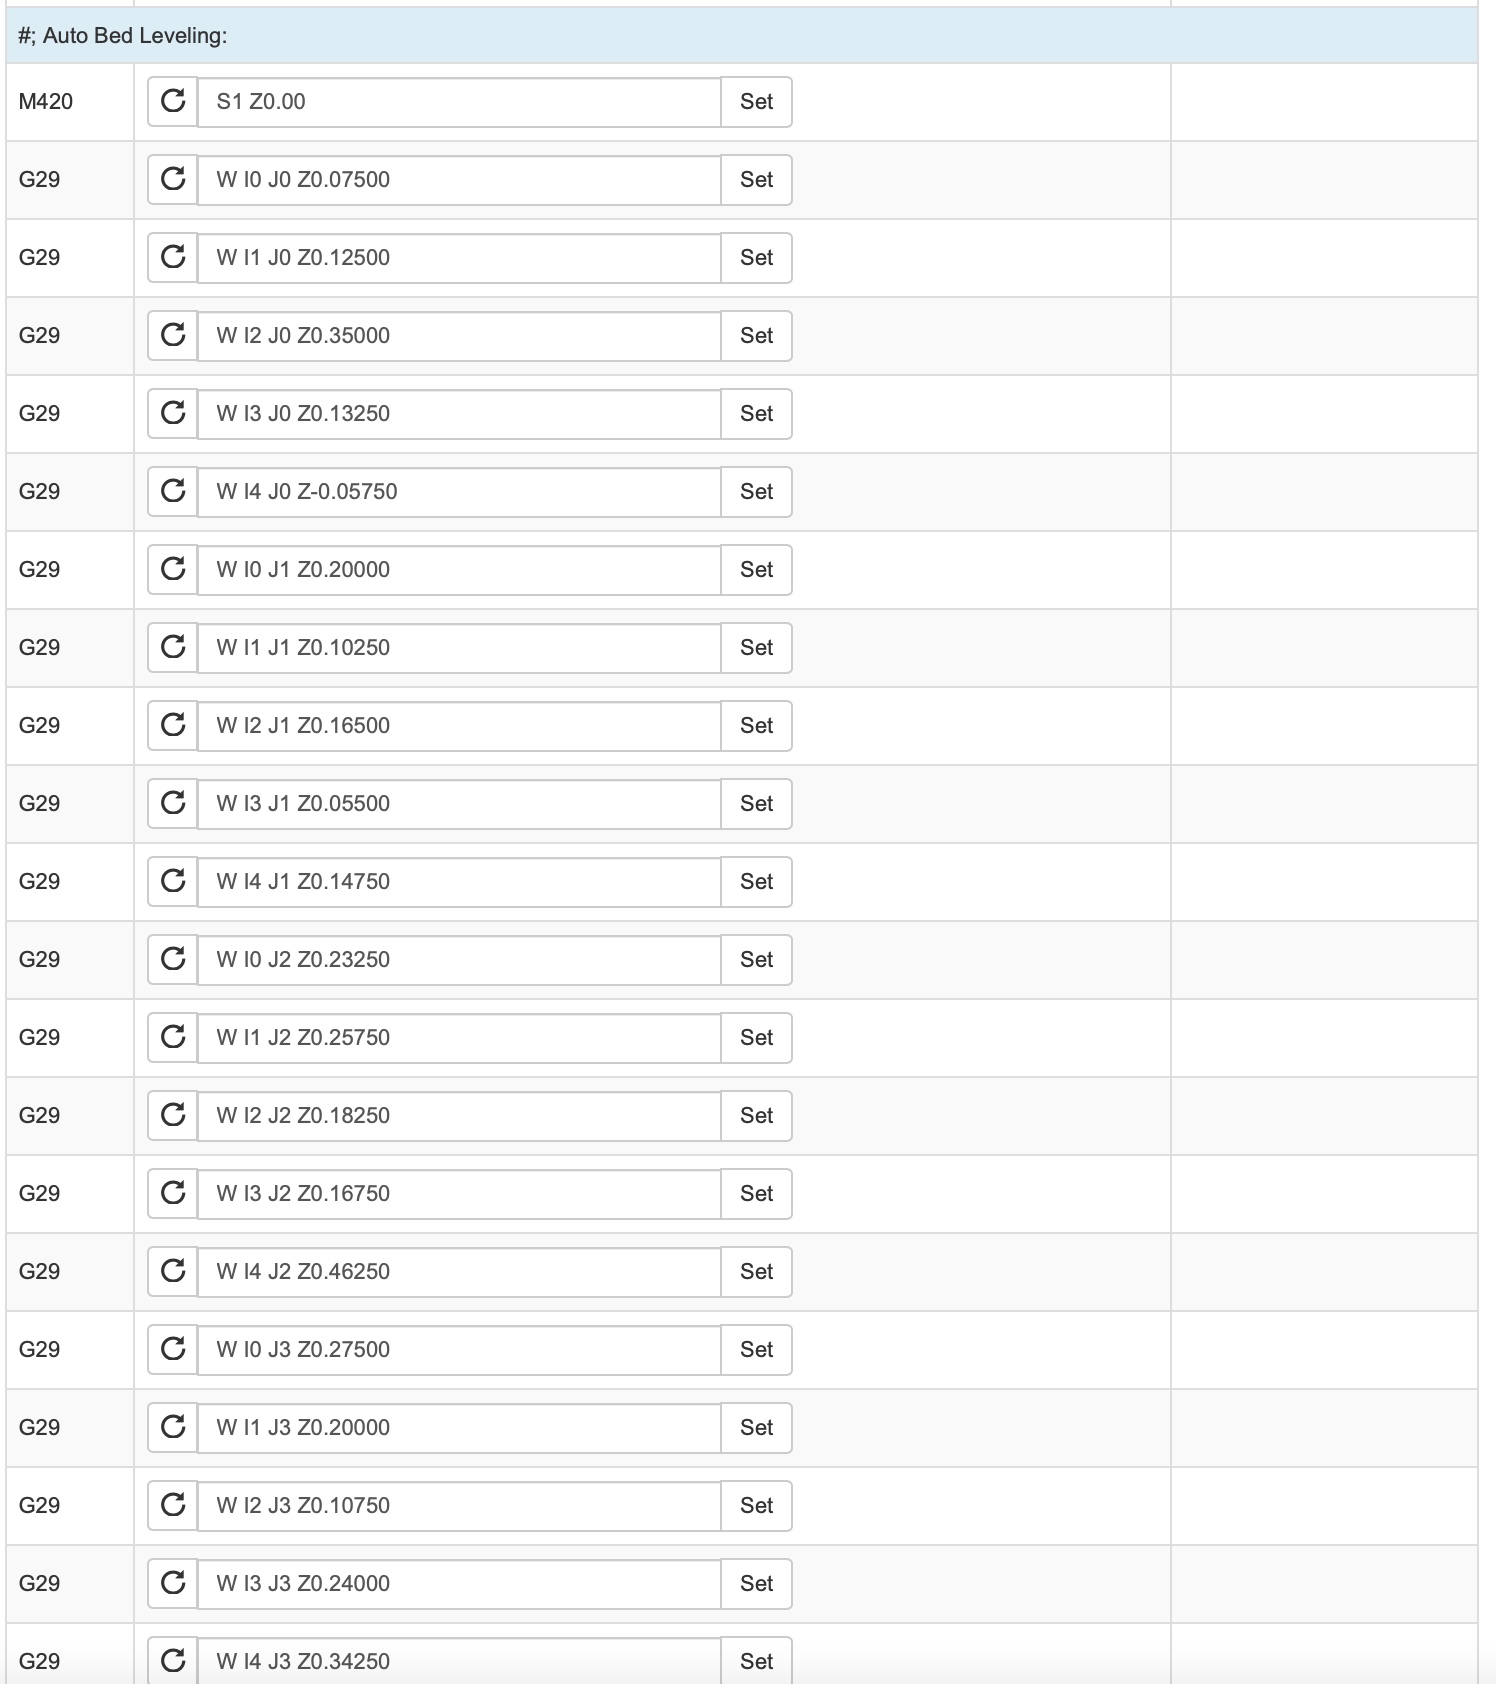 #; Auto Bed Leveling:
M420 S1 Z0.00 Set
G29 W I0 J0 Z0.07500 Set
G29 W I1 J0 Z0.12500 Set
G29 W I2 J0 Z0.35000 Set
G29 W I3 J0 Z0.13250 Set
G29 W I4 J0 Z-0.05750 Set
G29 W I0 J1 Z0.20000 Set
G29 W I1 J1 Z0.10250 Set
G29 W I2 J1 Z0.16500 Set
G29 W I3 J1 Z0.05500 Set
G29 W I4 J1 Z0.14750 Set
G29 W I0 J2 Z0.23250 Set
G29 W I1 J2 Z0.25750 Set
G29 W I2 J2 Z0.18250 Set
G29 W I3 J2 Z0.16750 Set
G29 W I4 J2 Z0.46250 Set
G29 W I0 J3 Z0.27500 Set
G29 W I1 J3 Z0.20000 Set
G29 W I2 J3 Z0.10750 Set
G29 W I3 J3 Z0.24000 Set
G29 W I4 J3 Z0.34250 Set